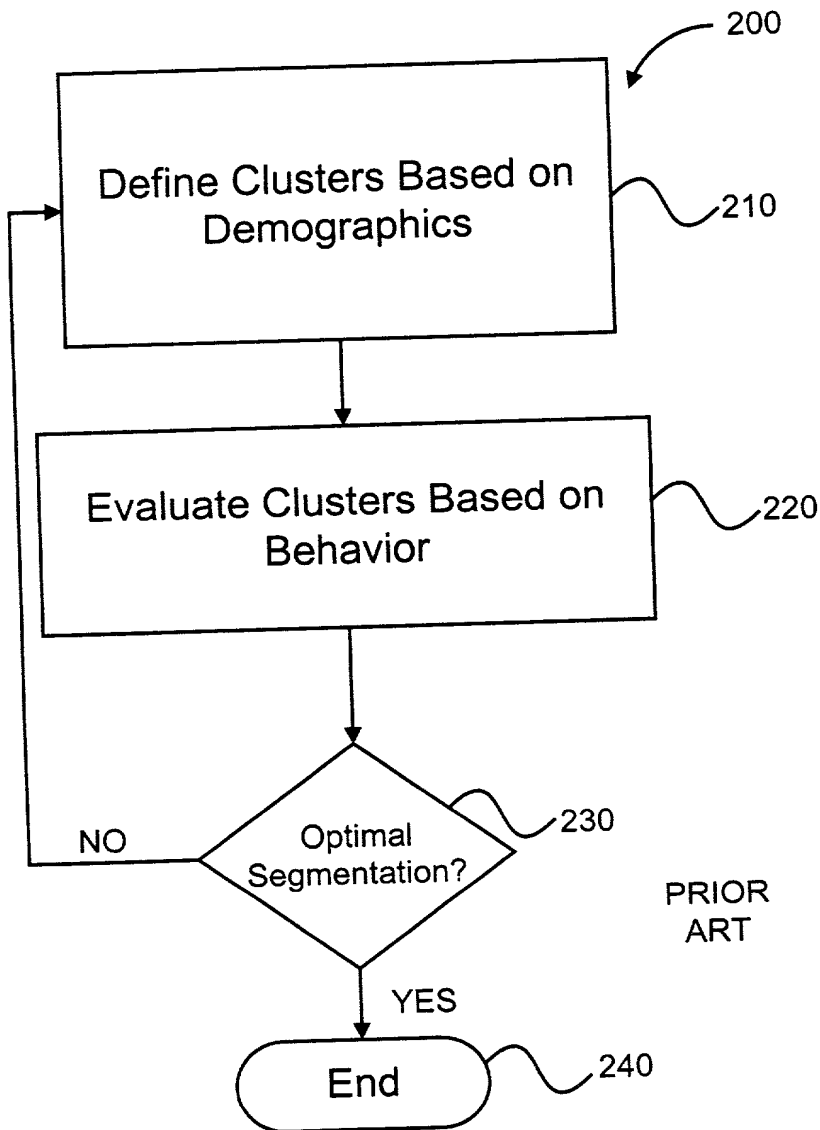 200
Define Clusters Based on
Demographics
210
Evaluate Clusters Based on
Behavior
220
Optimal
Segmentation?
230
NO
PRIOR
ART
YES
End
240